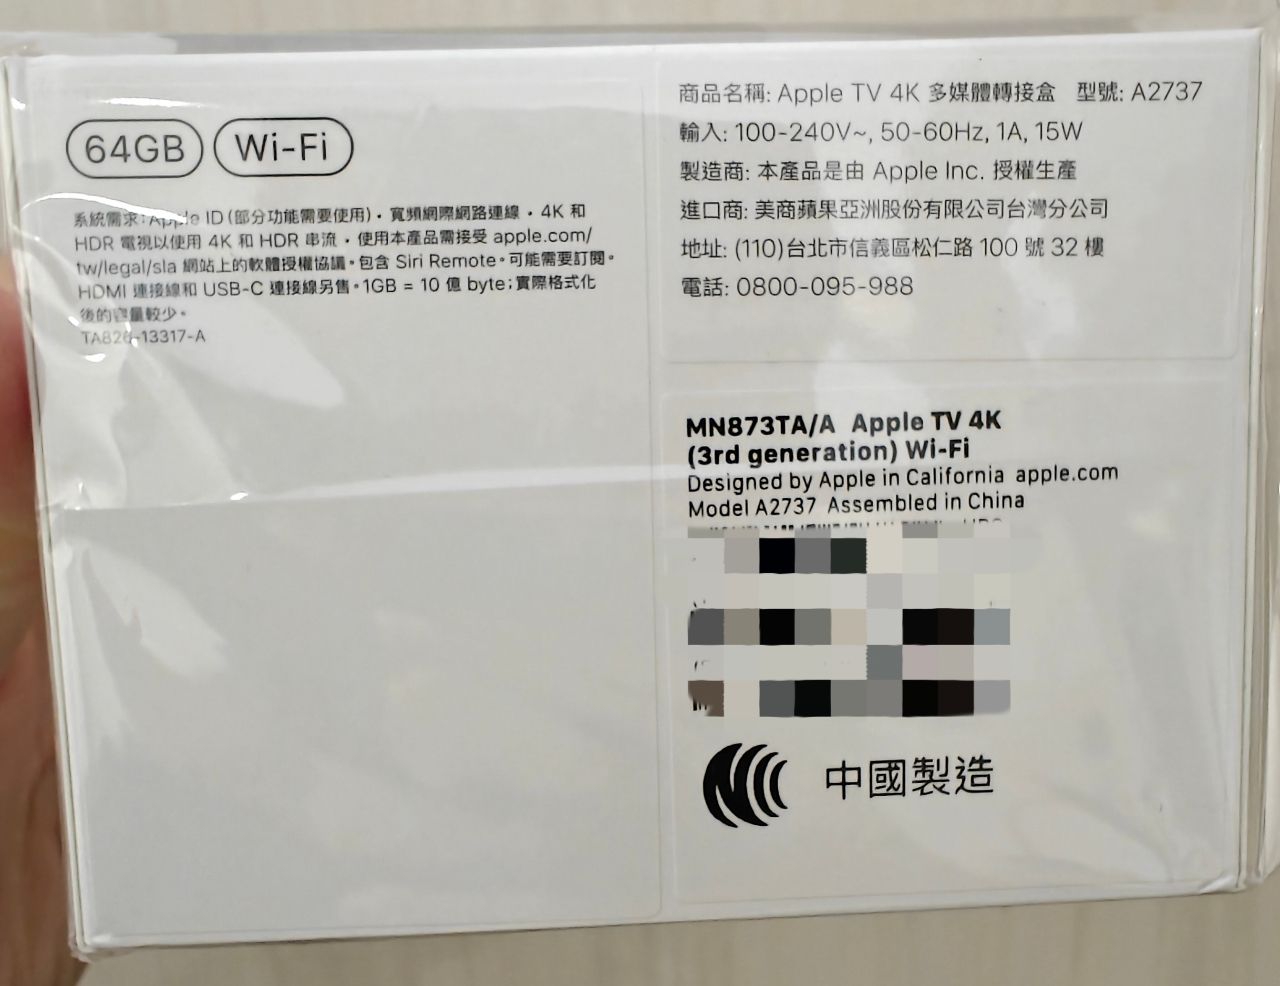 64GB Wi-Fi
系統需求：Apple ID（部分功能需要使用）・寬頻網際網路連線・4K 和
HDR 電視以使用 4K 和 HDR 串流・使用本產品需接受 apple.com/
tw/legal/sla 網站上的軟體授權協議。包含 Siri Remote。可能需要訂閱。
HDMI 連接線和 USB-C 連接線另售。1GB = 10 億 byte；實際格式化
後的容量較少。
TA826-13317-A
商品名稱: Apple TV 4K 多媒體轉接盒 型號: A2737
輸入: 100-240V~, 50-60Hz, 1A, 15W
製造商: 本產品是由 Apple Inc. 授權生產
進口商: 美商蘋果亞洲股份有限公司台灣分公司
地址: (110)台北市信義區松仁路 100 號 32 樓
電話: 0800-095-988
MN873TA/A Apple TV 4K
(3rd generation) Wi-Fi
Designed by Apple in California apple.com
Model A2737 Assembled in China
中國製造